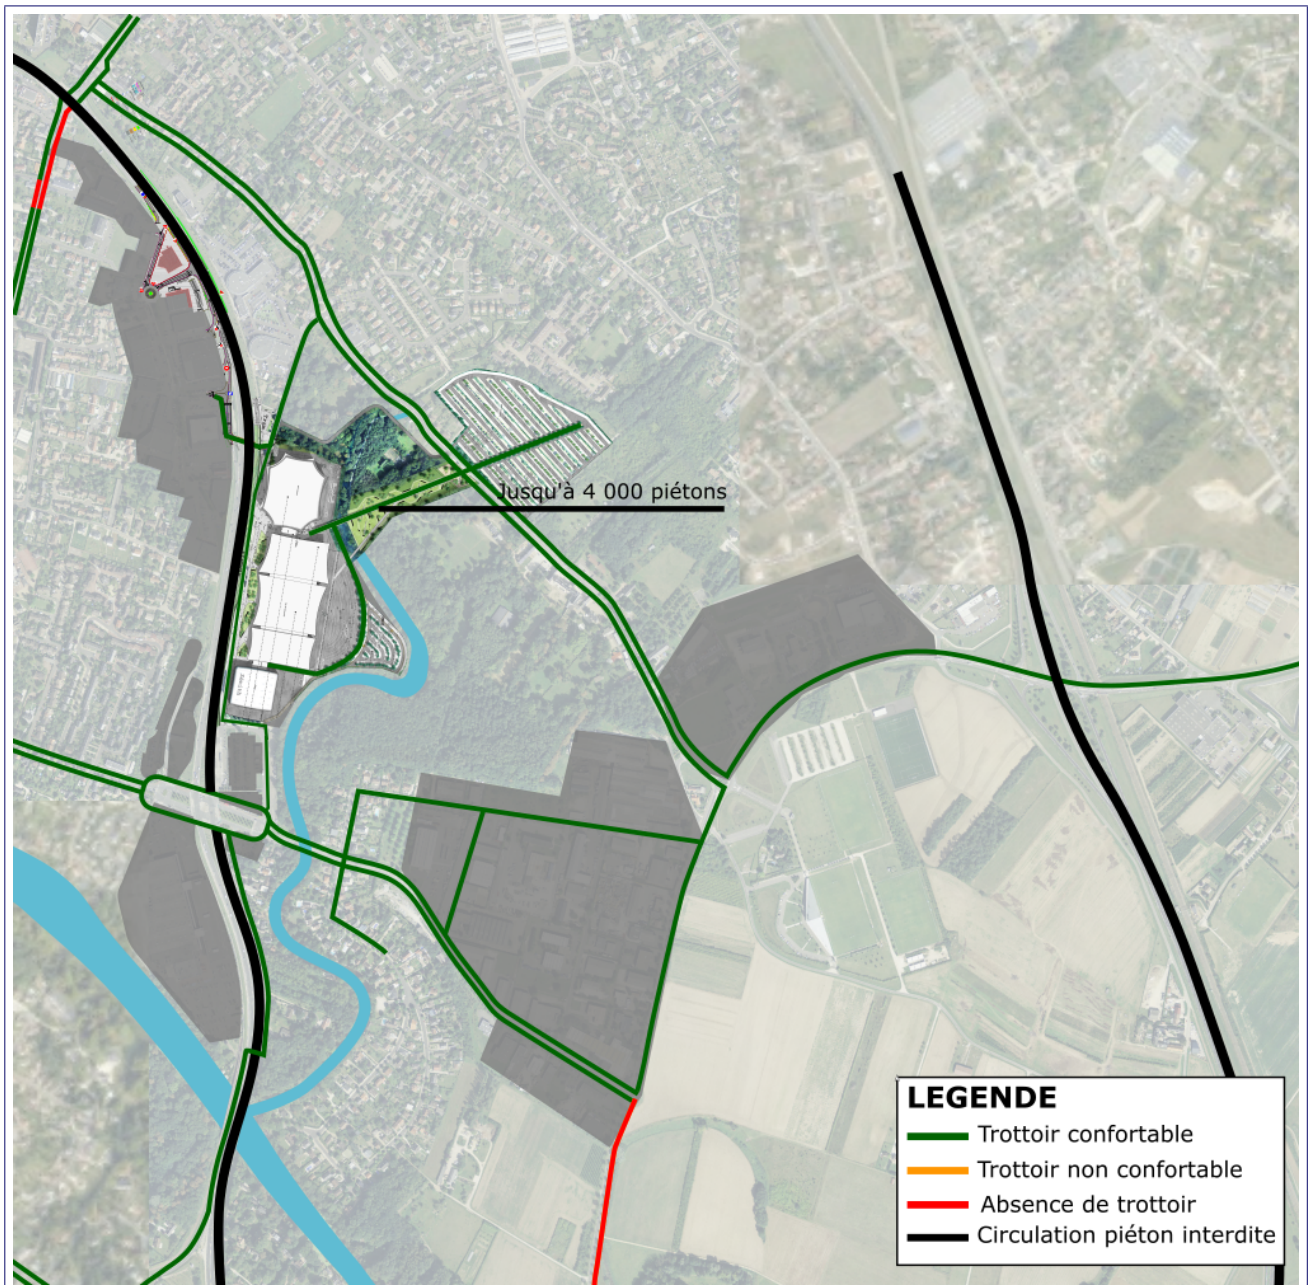 Jusqu'à 4 000 piétons
LEGENDE
Trottoir confortable
Trottoir non confortable
Absence de trottoir
Circulation piéton interdite